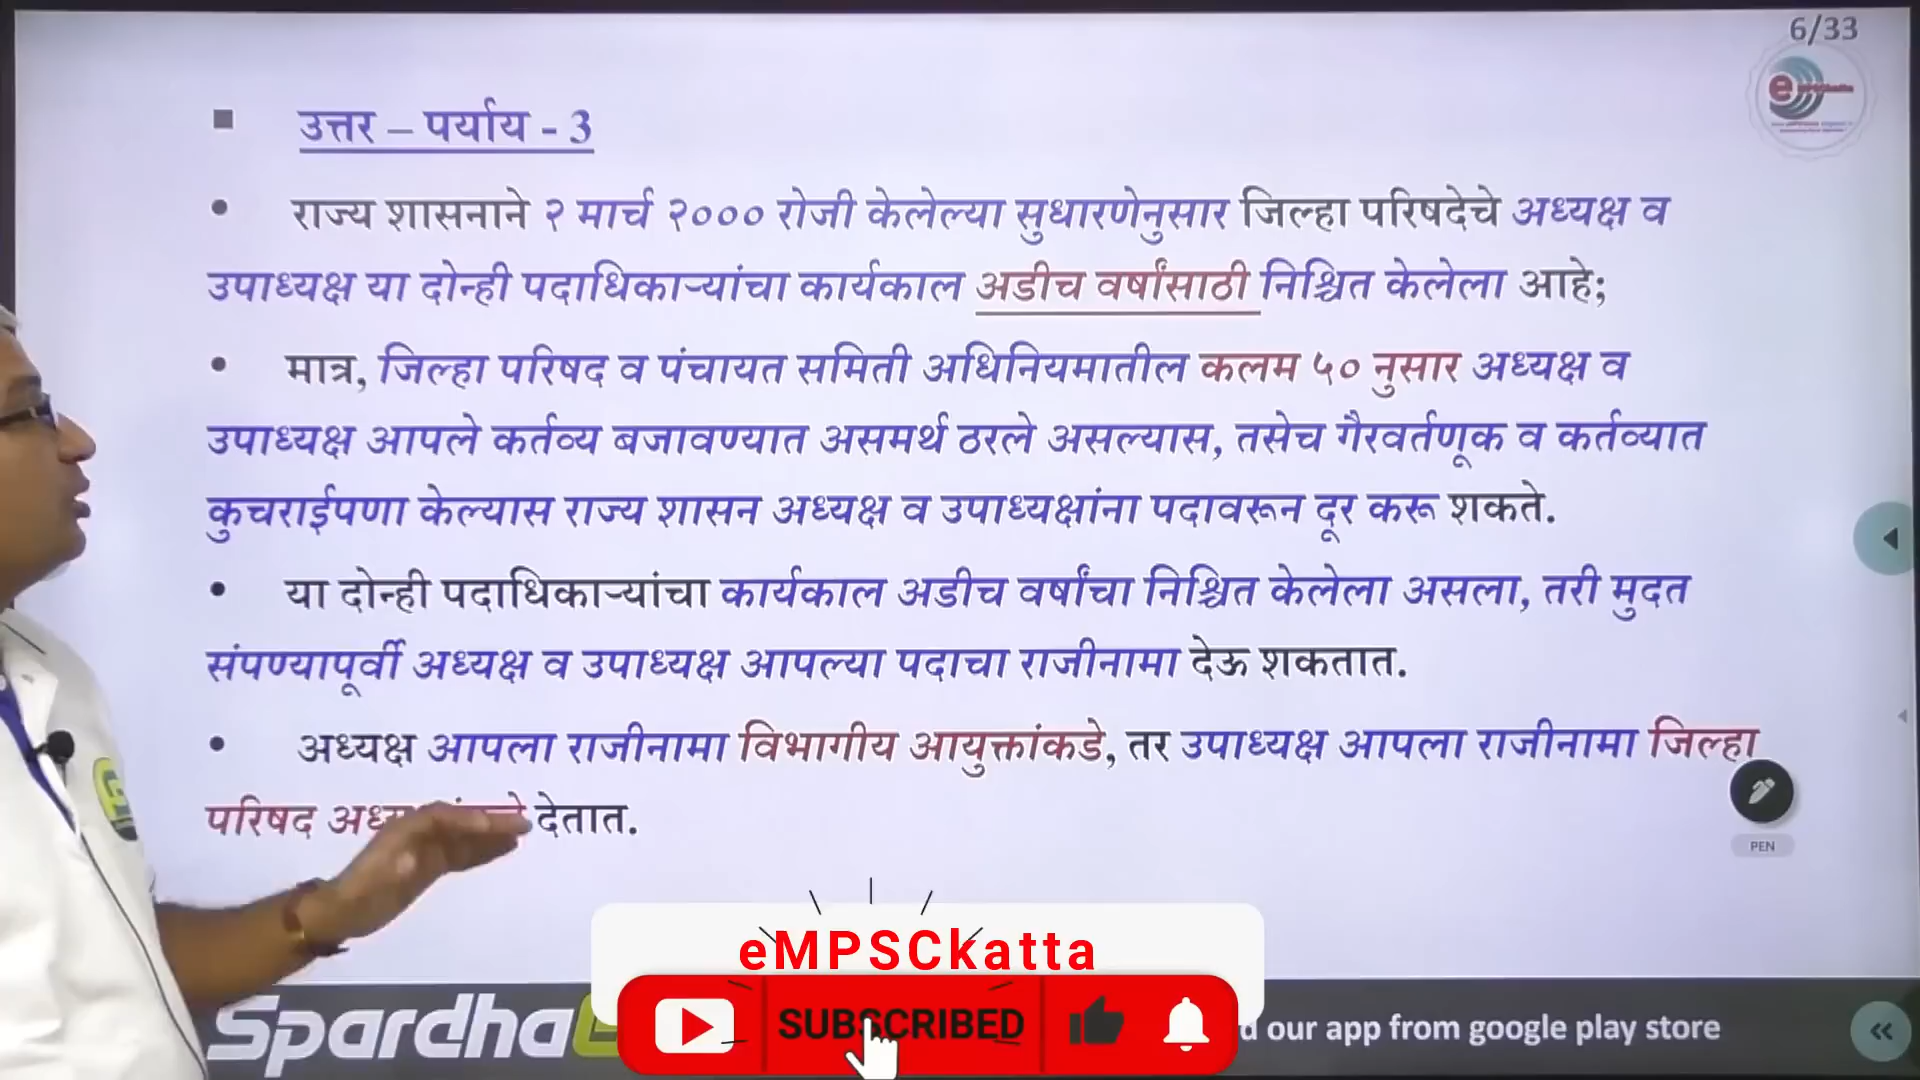 6/33
उत्तर – पर्याय - 3
राज्य शासनाने २ मार्च २००० रोजी केलेल्या सुधारणेनुसार जिल्हा परिषदेचे अध्यक्ष व
उपाध्यक्ष या दोन्ही पदाधिकाऱ्यांचा कार्यकाल अडीच वर्षांसाठी निश्चित केलेला आहे;
मात्र, जिल्हा परिषद व पंचायत समिती अधिनियमातील कलम ५० नुसार अध्यक्ष व
उपाध्यक्ष आपले कर्तव्य बजावण्यात असमर्थ ठरले असल्यास, तसेच गैरवर्तणूक व कर्तव्यात
कुचराईपणा केल्यास राज्य शासन अध्यक्ष व उपाध्यक्षांना पदावरून दूर करू शकते.
या दोन्ही पदाधिकाऱ्यांचा कार्यकाल अडीच वर्षांचा निश्चित केलेला असला, तरी मुदत
संपण्यापूर्वी अध्यक्ष व उपाध्यक्ष आपल्या पदाचा राजीनामा देऊ शकतात.
अध्यक्ष आपला राजीनामा विभागीय आयुक्तांकडे, तर उपाध्यक्ष आपला राजीनामा जिल्हा
परिषद देतात.
PEN
eMPSCkatta
SUBSCRIBED
Spardha our app from google play store